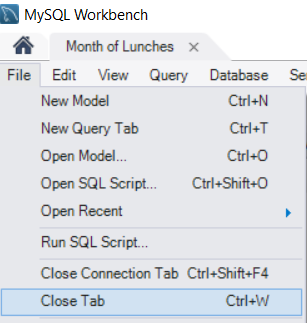 MySQL Workbench
Month of Lunches ×
File Edit View Query Database
New Model Ctrl+N
New Query Tab Ctrl+T
Open Model... Ctrl+O
Open SQL Script... Ctrl+Shift+O
Open Recent
Run SQL Script...
Close Connection Tab Ctrl+Shift+F4
Close Tab Ctrl+W